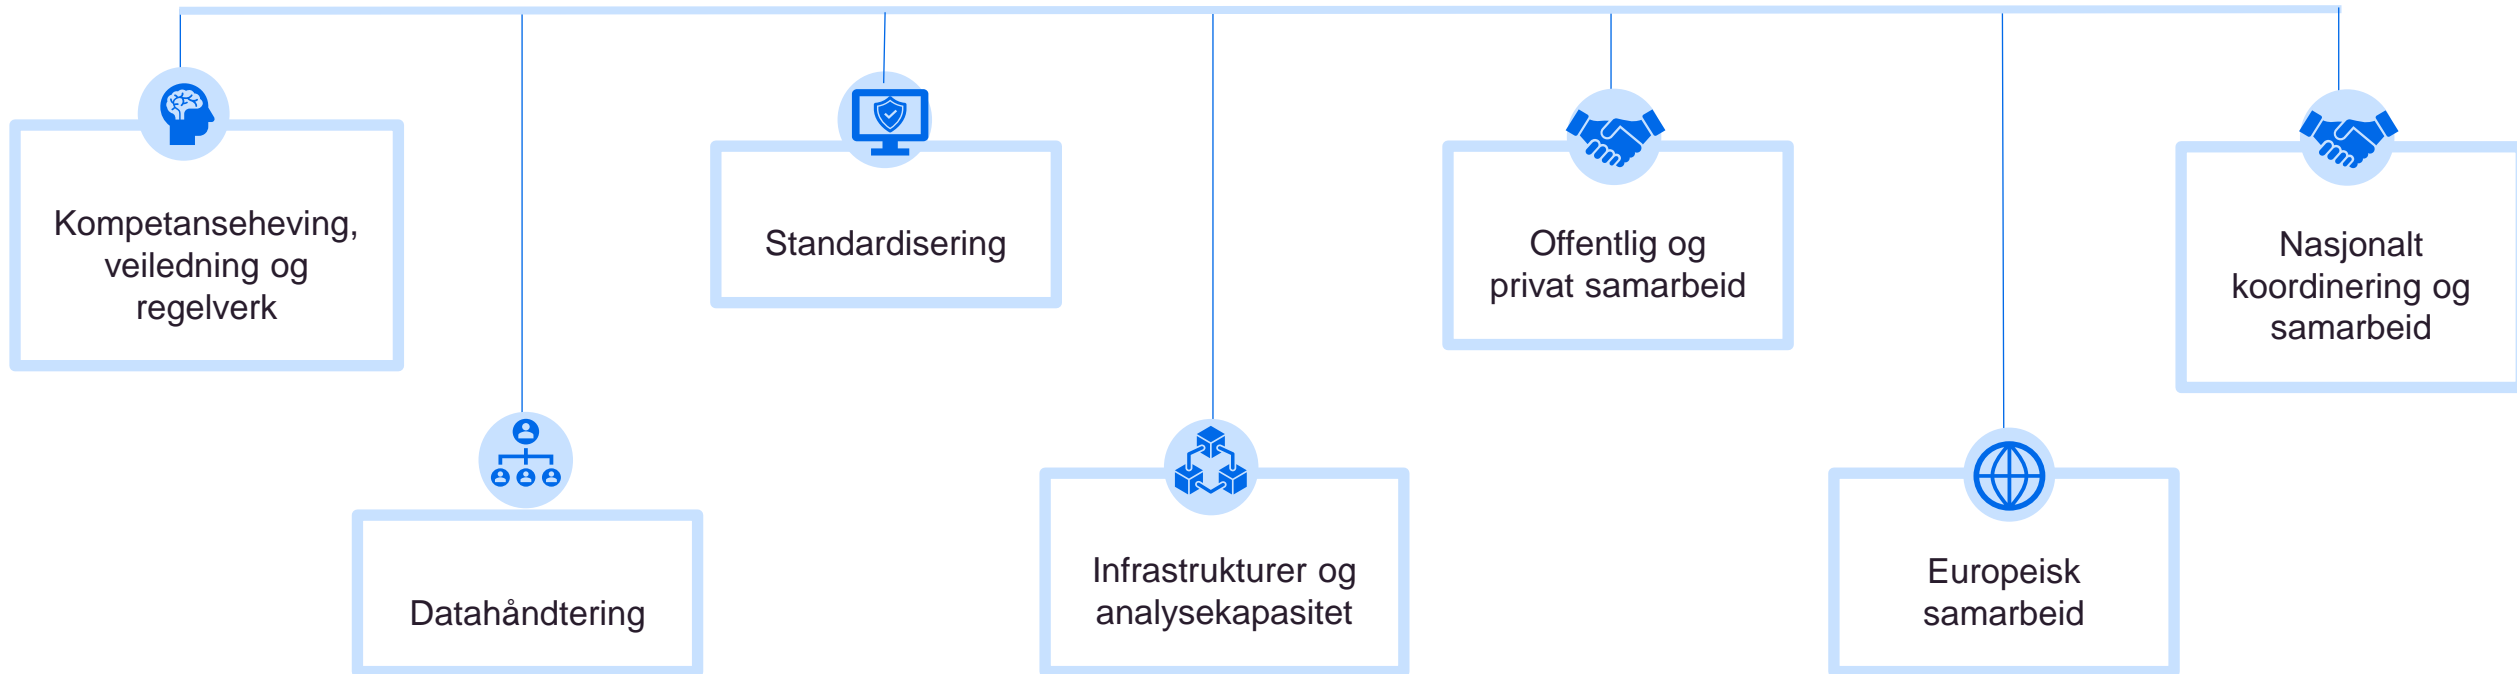 Kompetanseheving,
veiledning og
regelverk
Datahåndtering
Standardisering
Infrastrukturer og
analysekapasitet
Offentlig og
privat samarbeid
Europeisk
samarbeid
Nasjonalt
koordinering og
samarbeid